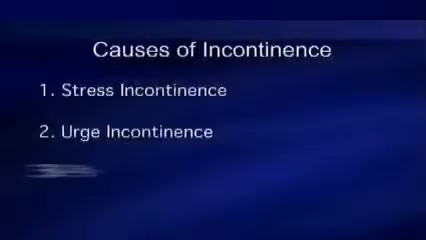 Causes of Incontinence
1. Stress Incontinence
2. Urge Incontinence